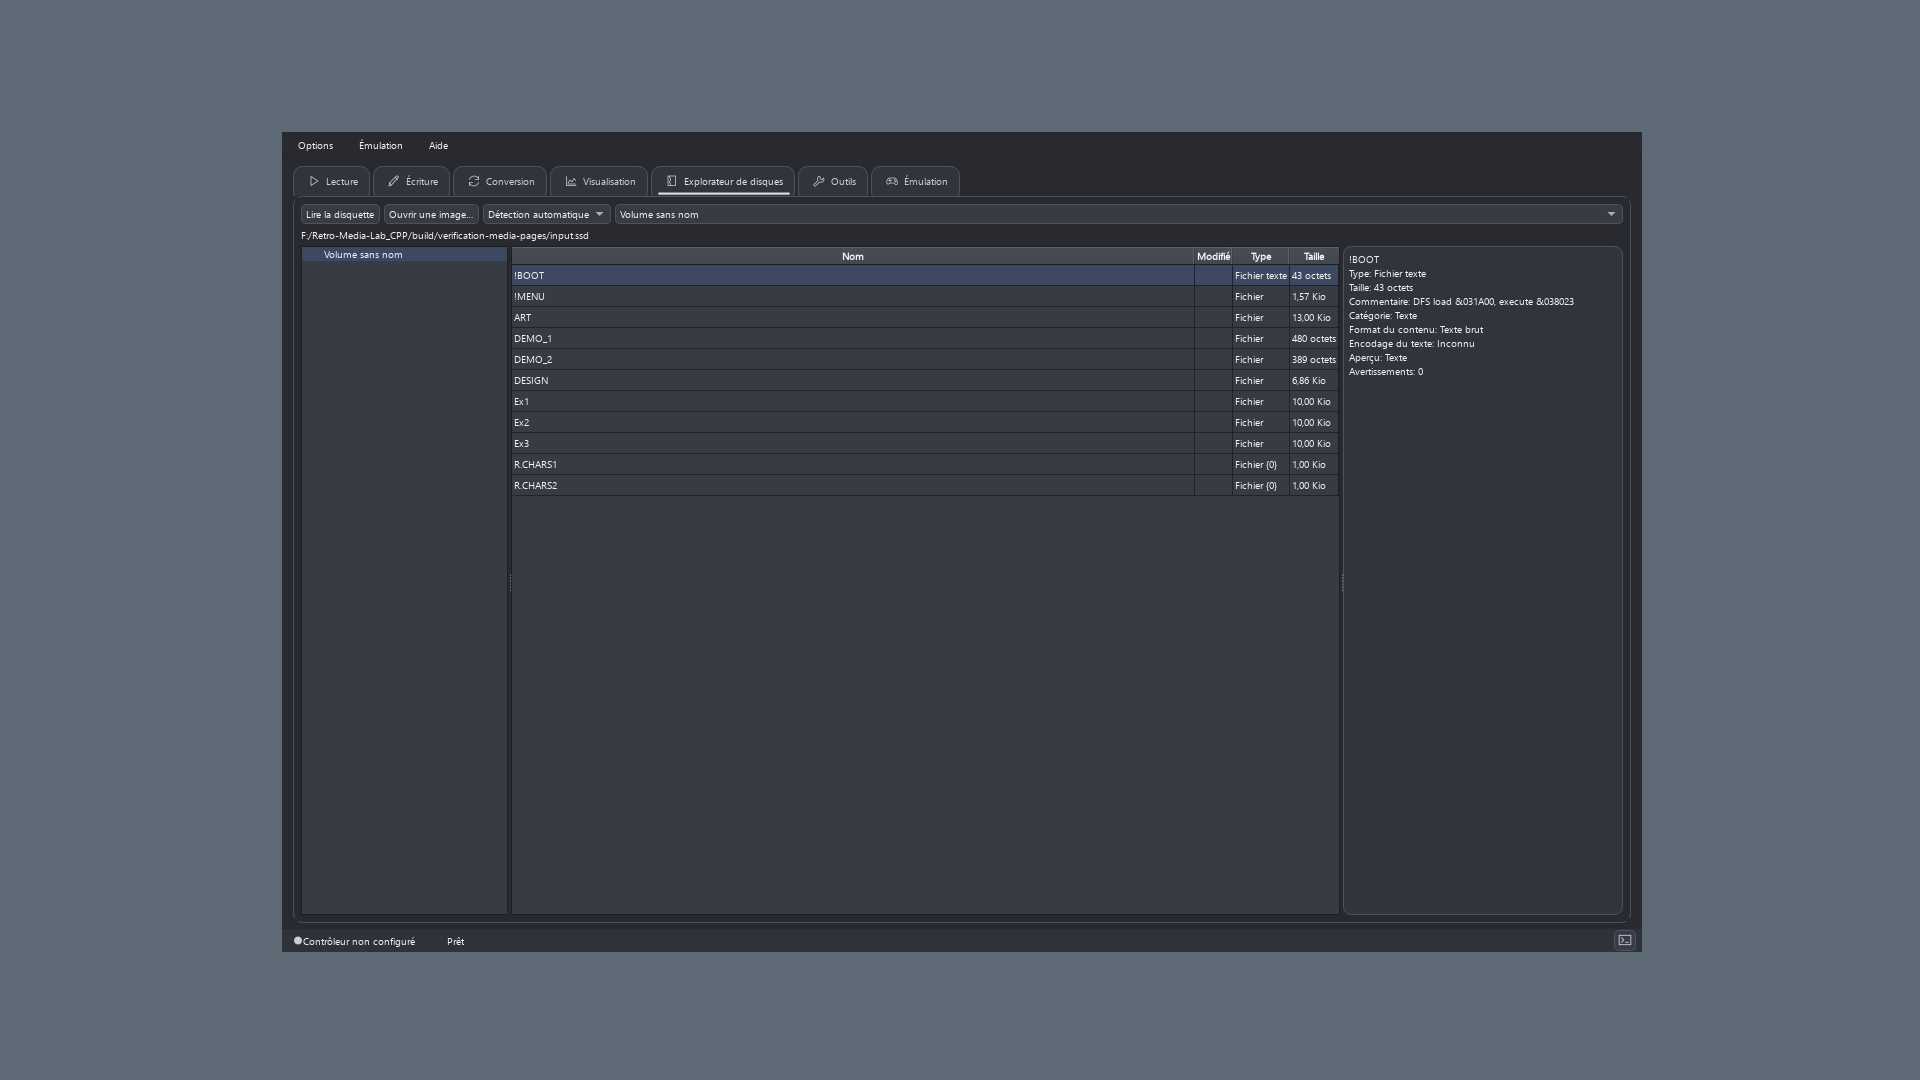 Options Émulation Aide
Lecture Écriture Conversion Visualisation Explorateur de disques Outils Émulation
Lire la disquette Ouvrir une image... Détection automatique Volume sans nom
F:/Retro-Media-Lab_CPP/build/verification-media-pages/input.ssd
Volume sans nom
Nom Modifié Type Taille
!BOOT Fichier texte 43 octets
!MENU Fichier 1,57 Kio
ART Fichier 13,00 Kio
DEMO_1 Fichier 480 octets
DEMO_2 Fichier 389 octets
DESIGN Fichier 6,86 Kio
Ex1 Fichier 10,00 Kio
Ex2 Fichier 10,00 Kio
Ex3 Fichier 10,00 Kio
R.CHARS1 Fichier {0} 1,00 Kio
R.CHARS2 Fichier {0} 1,00 Kio
!BOOT
Type: Fichier texte
Taille: 43 octets
Commentaire: DFS load &031A00, execute &038023
Catégorie: Texte
Format du contenu: Texte brut
Encodage du texte: Inconnu
Aperçu: Texte
Avertissements: 0
Contrôleur non configuré Prêt